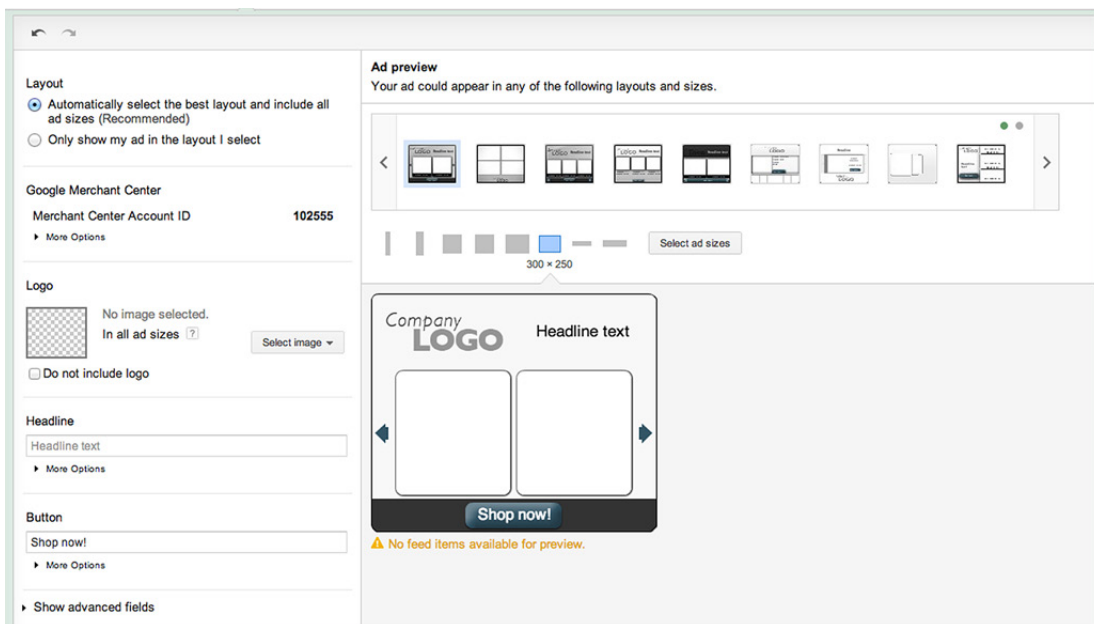 Layout
Automatically select the best layout and include all
ad sizes (Recommended)
Only show my ad in the layout I select
Google Merchant Center
Merchant Center Account ID 102555
More Options
Logo
No image selected.
In all ad sizes ?
Select image
Do not include logo
Headline
Headline text
More Options
Button
Shop now!
More Options
Show advanced fields
Ad preview
Your ad could appear in any of the following layouts and sizes.
Select ad sizes
300 × 250
Company
LOGO
Headline text
Shop now!
No feed items available for preview.